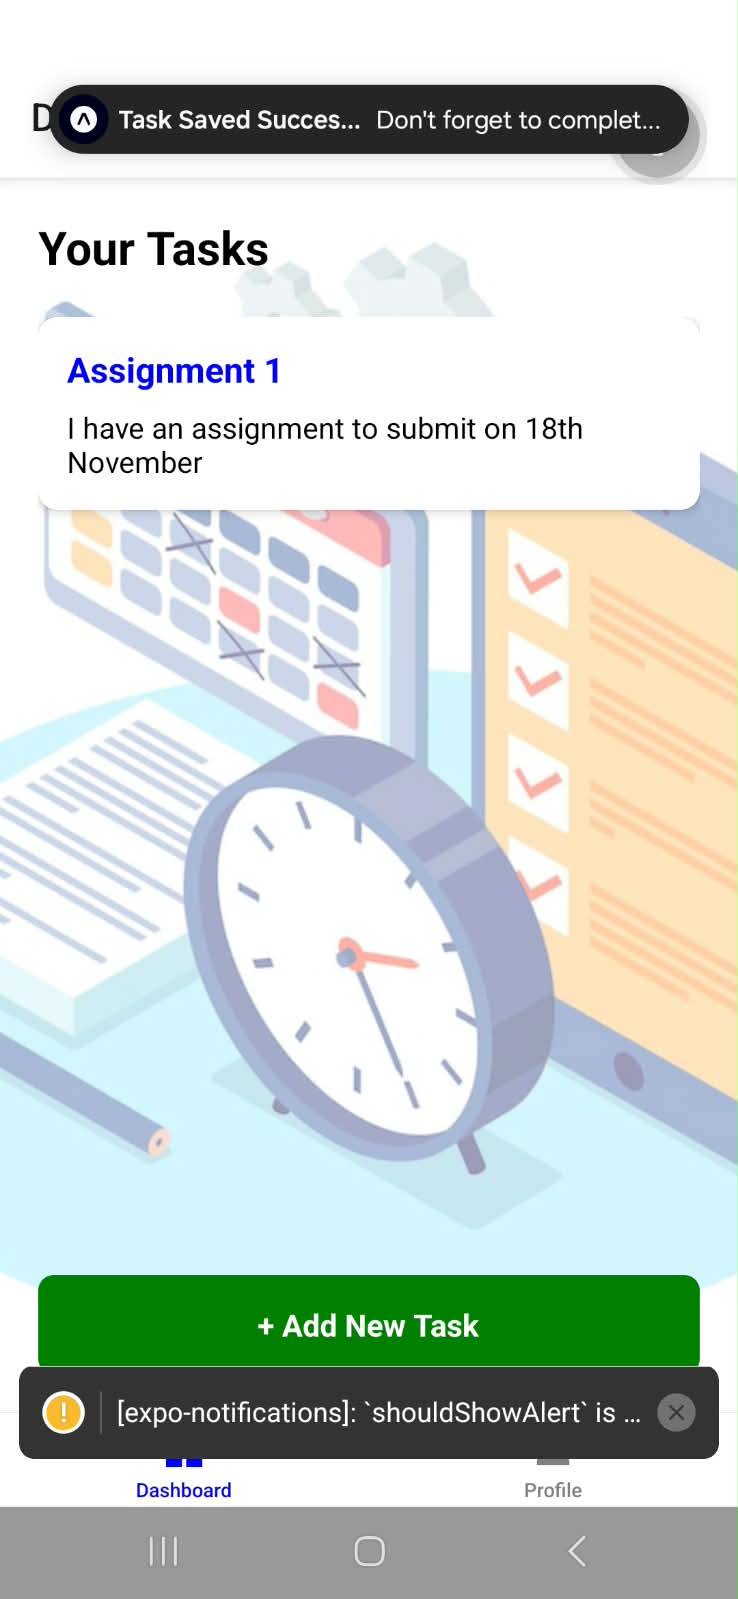 Task Saved Succes... Don't forget to complet...
Your Tasks
Assignment 1
I have an assignment to submit on 18th
November
+ Add New Task
[expo-notifications]: `shouldShowAlert` is ...
Dashboard
Profile